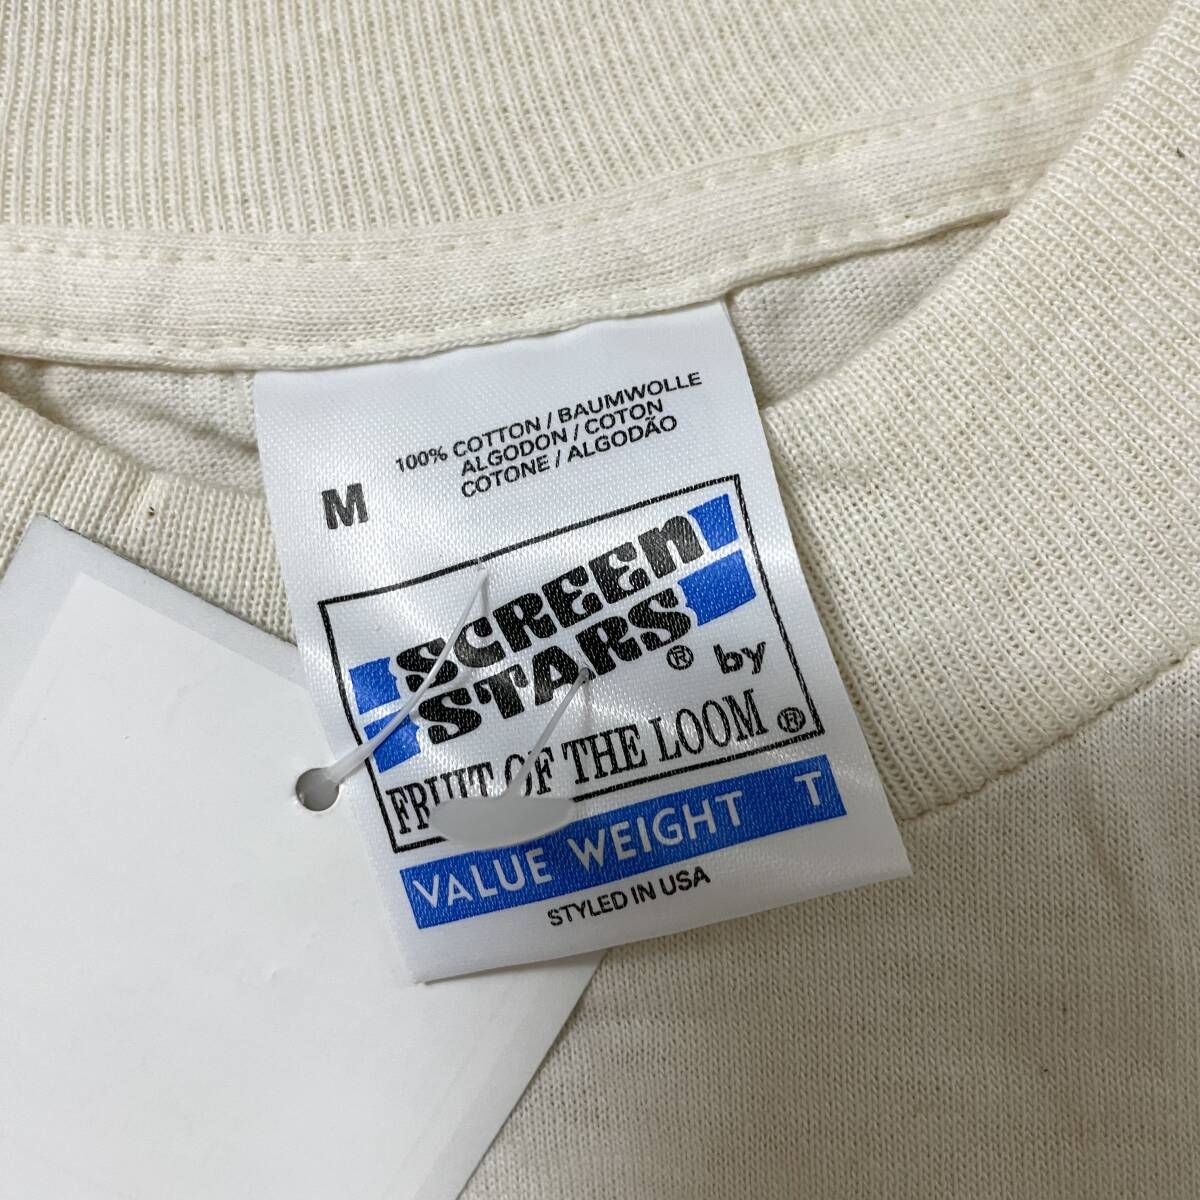 100% COTTON / BAUMWOLLE
ALGODON / COTON
COTONE / ALGODÃO
M
SCREEN
STARS® by
FRUIT OF THE LOOM®
VALUE WEIGHT T
STYLED IN USA